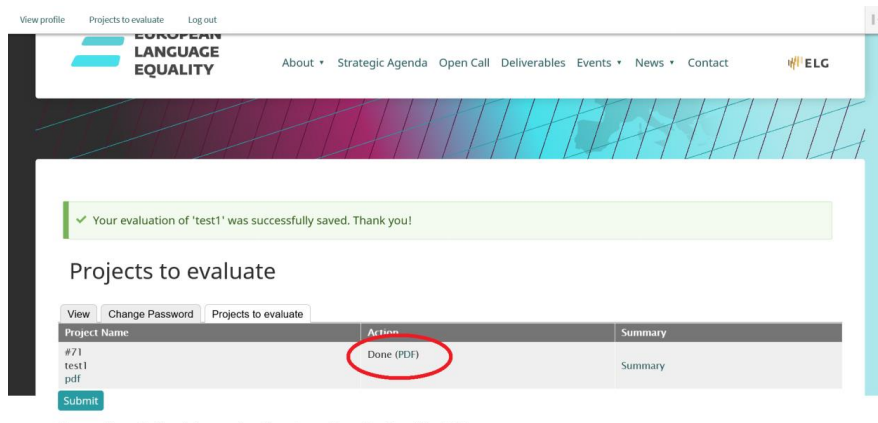 View profile Projects to evaluate Log out
EUROPEAN
LANGUAGE
EQUALITY
About Strategic Agenda Open Call Deliverables Events News Contact
ELG
Your evaluation of 'test1' was successfully saved. Thank you!
Projects to evaluate
View Change Password Projects to evaluate
Project Name Action Summary
#71 Done (PDF)
test1 Summary
pdf
Submit